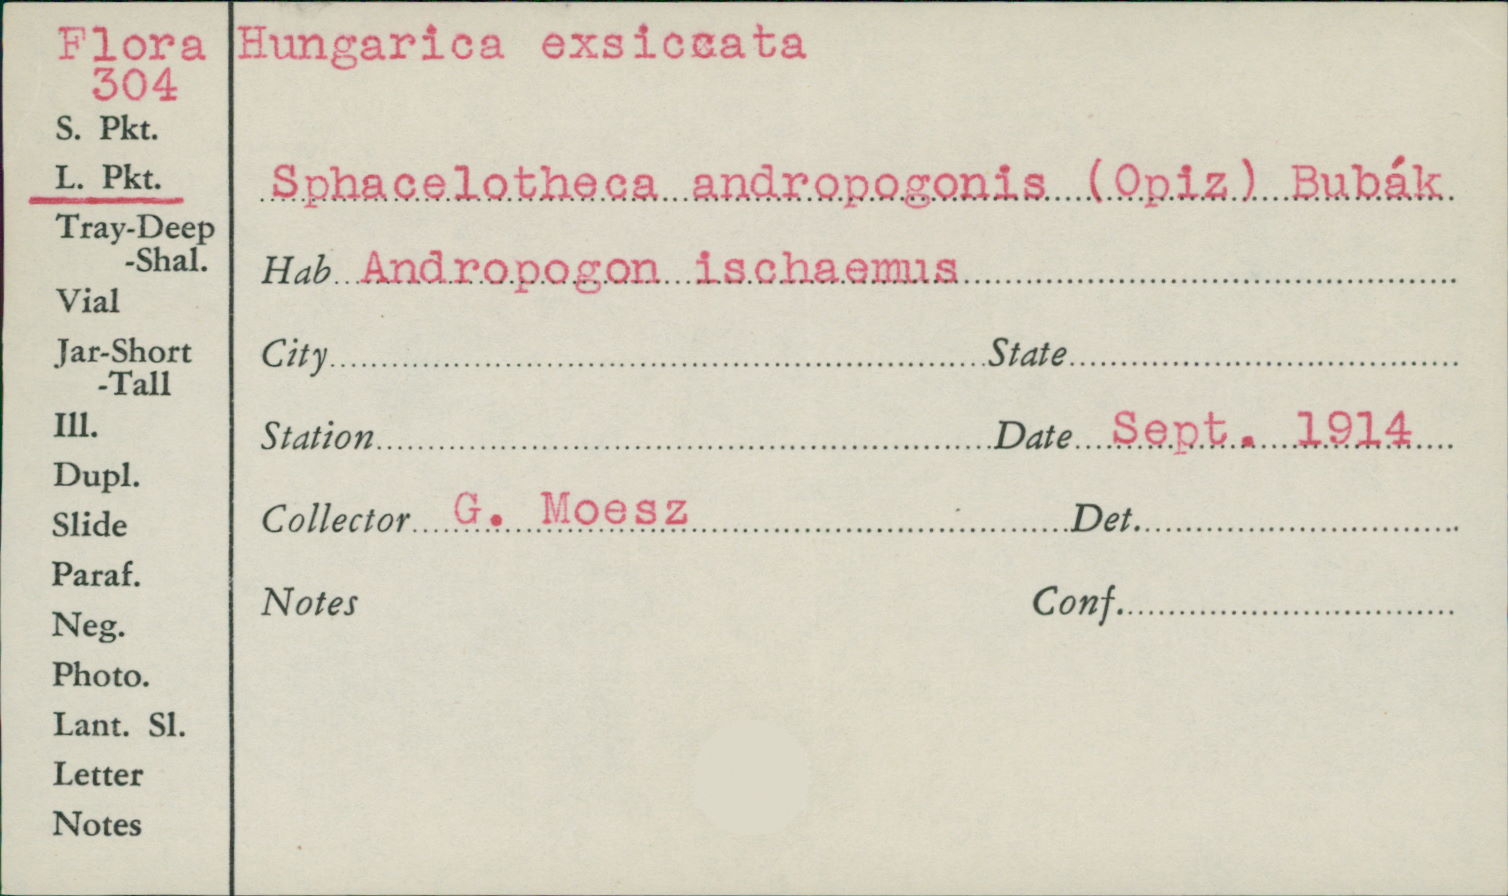 Flora Hungarica exsiccata
304
S. Pkt.
L. Pkt.
Sphacelotheca andropogonis (Opiz) Bubák
Tray-Deep
-Shal.
Hab Andropogon ischaemus
Vial
Jar-Short
-Tall
City State
Ill.
Station Date Sept. 1914
Dupl.
Slide
Collector G. Moesz Det.
Paraf.
Notes Conf.
Neg.
Photo.
Lant. Sl.
Letter
Notes